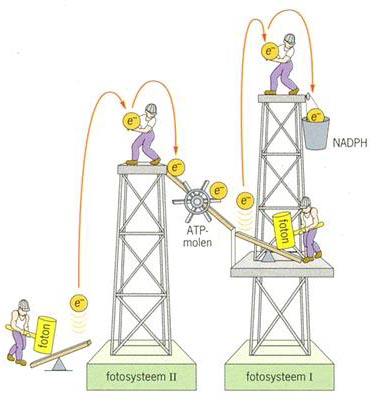 e⁻
e⁻
e⁻
NADPH
e⁻
e⁻
e⁻
e⁻
ATP-
molen
foton
e⁻
foton
fotosysteem II
fotosysteem I